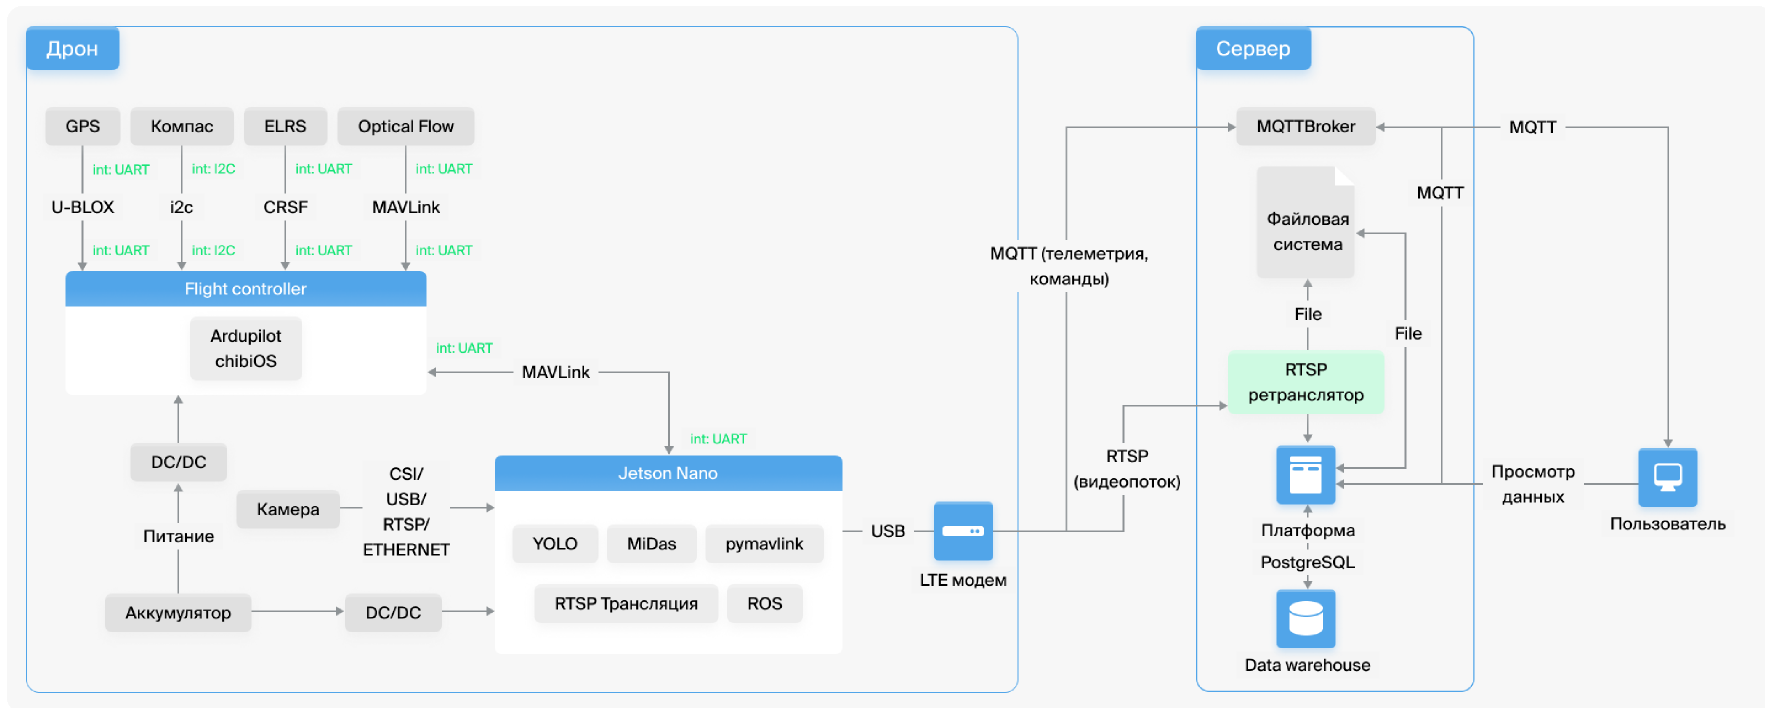 Дрон
GPS
Компас
ELRS
Optical Flow
int: UART
int: I2C
int: UART
int: UART
U-BLOX
i2c
CRSF
MAVLink
int: UART
int: I2C
int: UART
int: UART
Flight controller
Ardupilot
chibiOS
int: UART
MAVLink
int: UART
DC/DC
Питание
Аккумулятор
DC/DC
Камера
CSI/
USB/
RTSP/
ETHERNET
Jetson Nano
YOLO
MiDas
pymavlink
RTSP Трансляция
ROS
USB
LTE модем
MQTT (телеметрия,
команды)
RTSP
(видеопоток)
Сервер
MQTTBroker
MQTT
MQTT
Файловая
система
File
File
RTSP
ретранслятор
Платформа
PostgreSQL
Data warehouse
Просмотр
данных
Пользователь